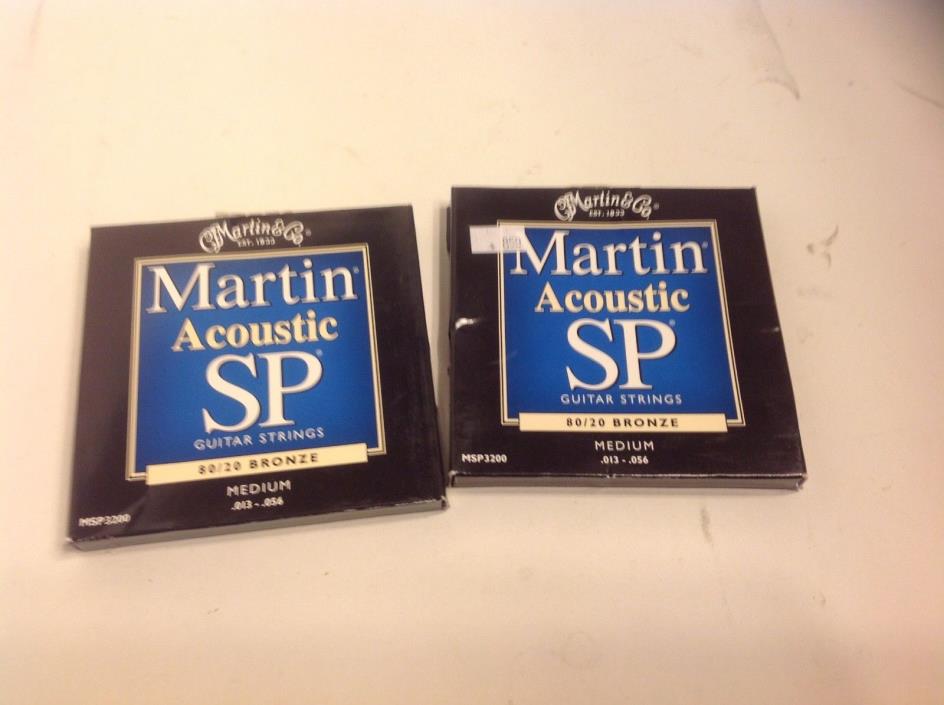 Martin & Co.
EST. 1833
Martin®
Acoustic
SP®
GUITAR STRINGS
80/20 BRONZE
MEDIUM
.013 - .056
MSP3200
Martin & Co.®
EST. 1833
Martin®
Acoustic
SP®
GUITAR STRINGS
80/20 BRONZE
MEDIUM
.013 - .056
MSP3200